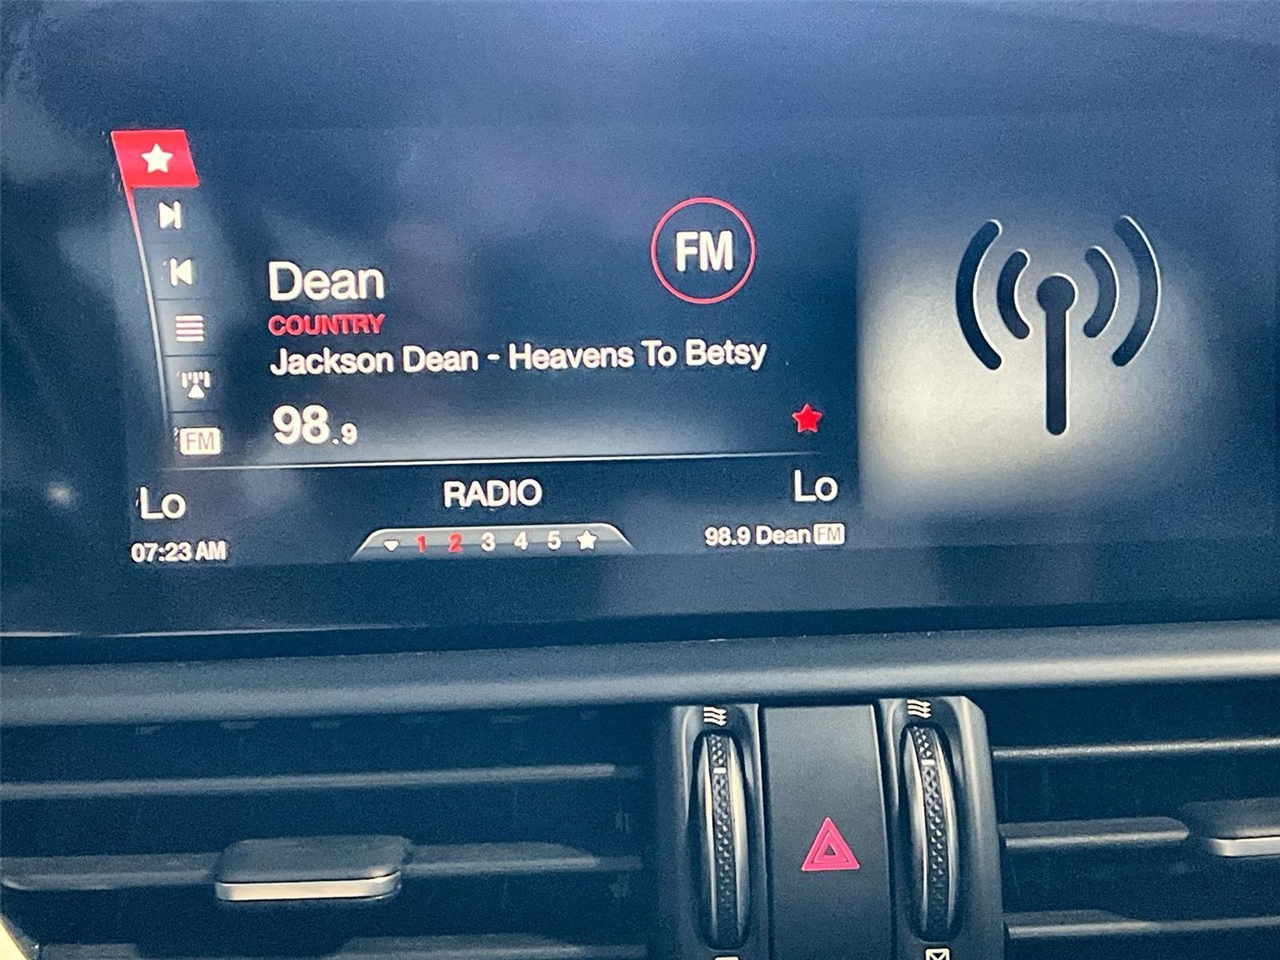 FM
Dean
COUNTRY
Jackson Dean - Heavens To Betsy
98.9
FM
Lo
RADIO
Lo
07:23 AM
1 2 3 4 5
98.9 Dean FM